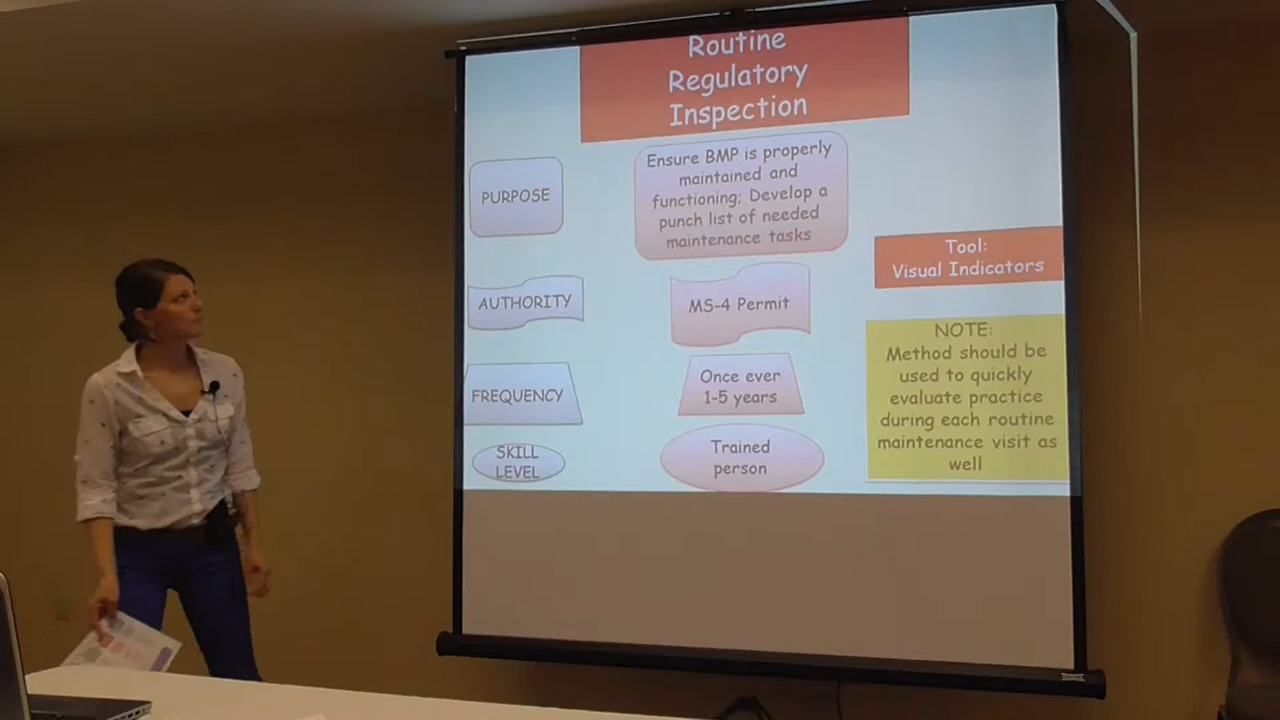 Routine
Regulatory
Inspection
PURPOSE
Ensure BMP is properly
maintained and
functioning; Develop a
punch list of needed
maintenance tasks
Tool:
Visual Indicators
AUTHORITY
MS-4 Permit
NOTE:
Method should be
used to quickly
evaluate practice
during each routine
maintenance visit as
well
FREQUENCY
Once ever
1-5 years
SKILL
LEVEL
Trained
person